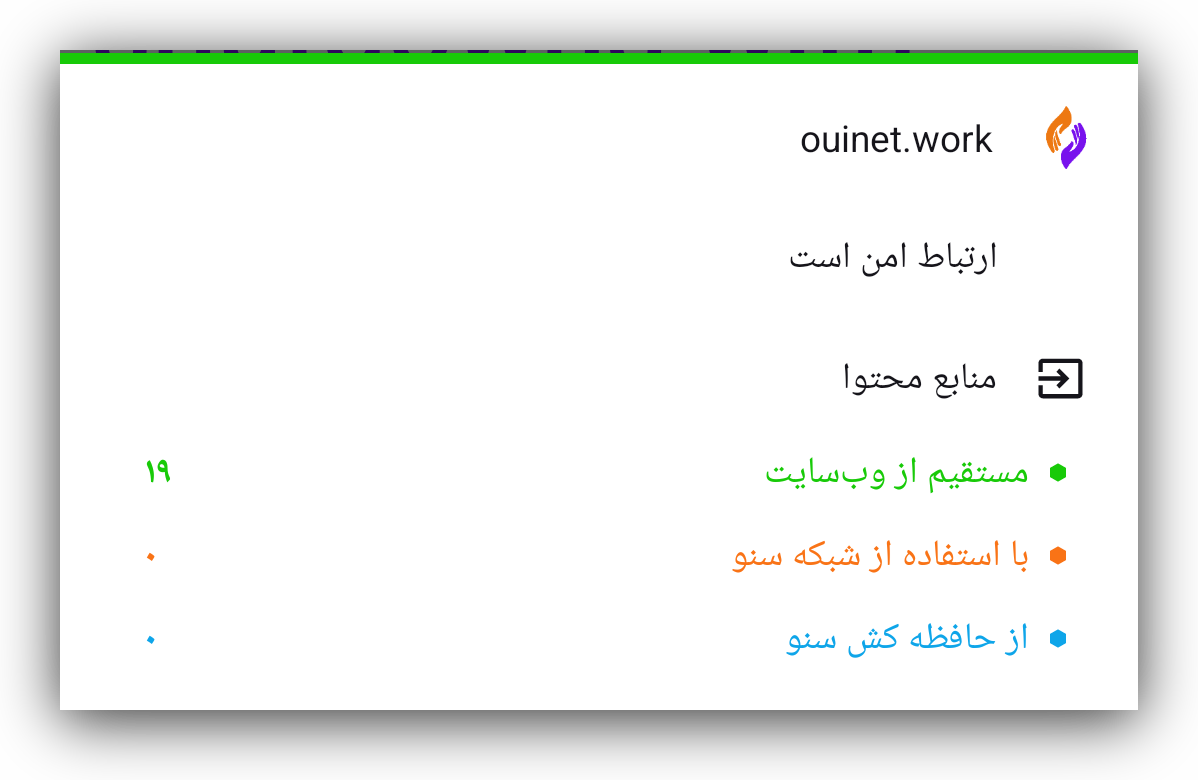 ouinet.work
ارتباط امن است
منابع محتوا
مستقیم از وب‌سایت ۱۹
با استفاده از شبکه سنو ۰
از حافظه کش سنو ۰